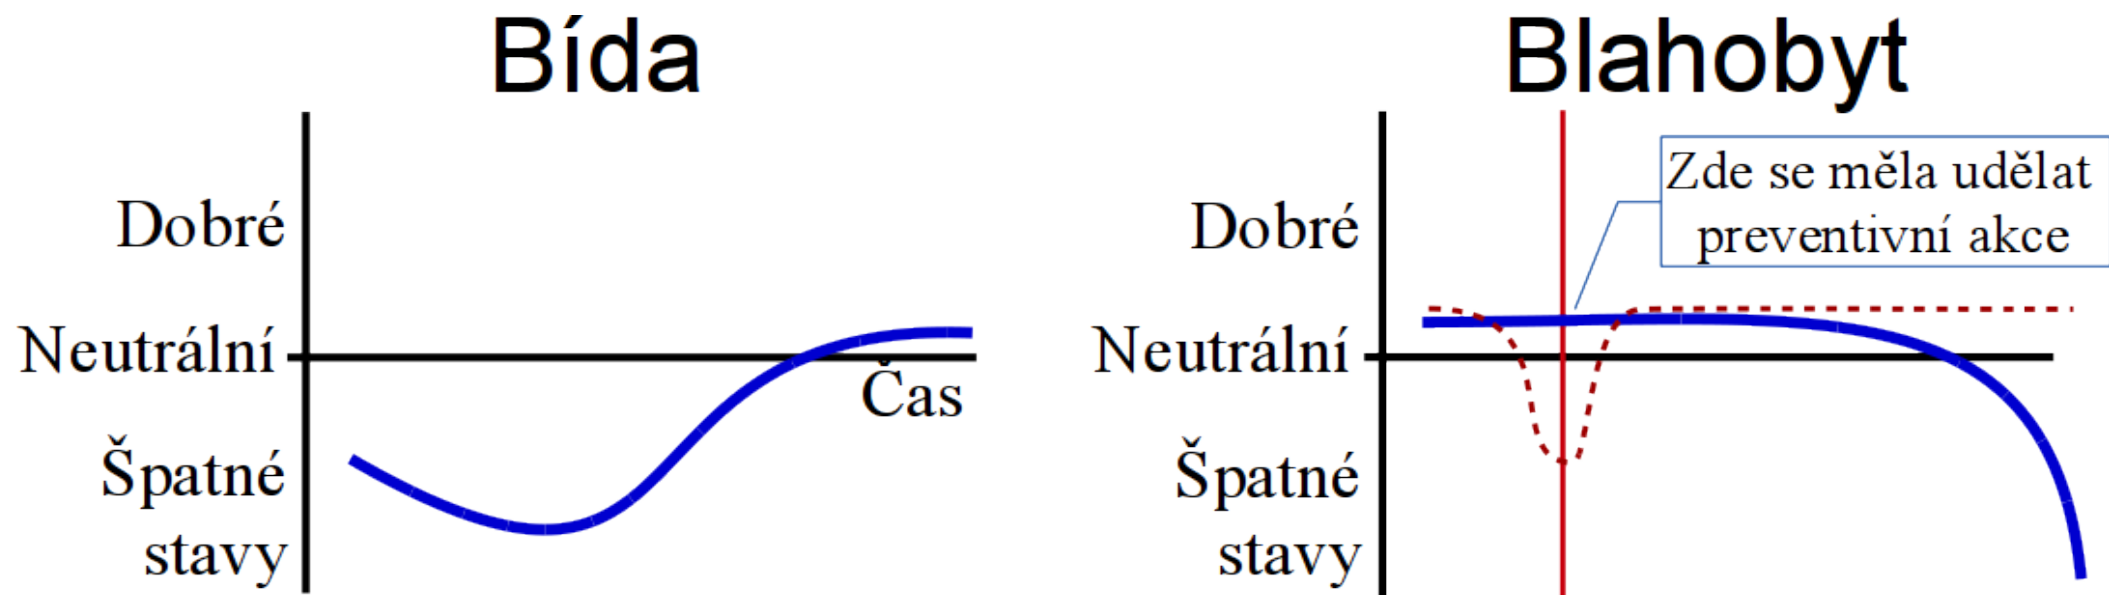 Bída
Dobré
Neutrální
Čas
Špatné
stavy
Blahobyt
Zde se měla udělat
preventivní akce
Dobré
Neutrální
Špatné
stavy